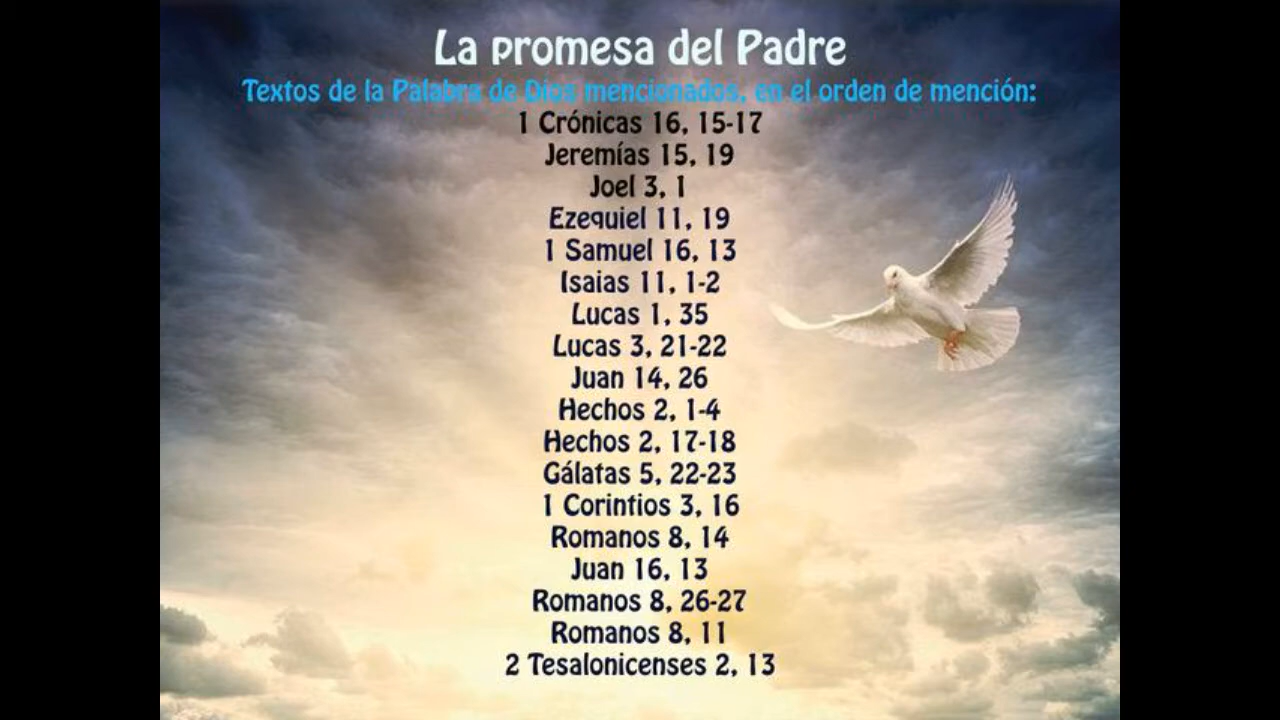 La promesa del Padre
Textos de la Palabra de Dios mencionados, en el orden de mención:
1 Crónicas 16, 15-17
Jeremías 15, 19
Joel 3, 1
Ezequiel 11, 19
1 Samuel 16, 13
Isaias 11, 1-2
Lucas 1, 35
Lucas 3, 21-22
Juan 14, 26
Hechos 2, 1-4
Hechos 2, 17-18
Gálatas 5, 22-23
1 Corintios 3, 16
Romanos 8, 14
Juan 16, 13
Romanos 8, 26-27
Romanos 8, 11
2 Tesalonicenses 2, 13